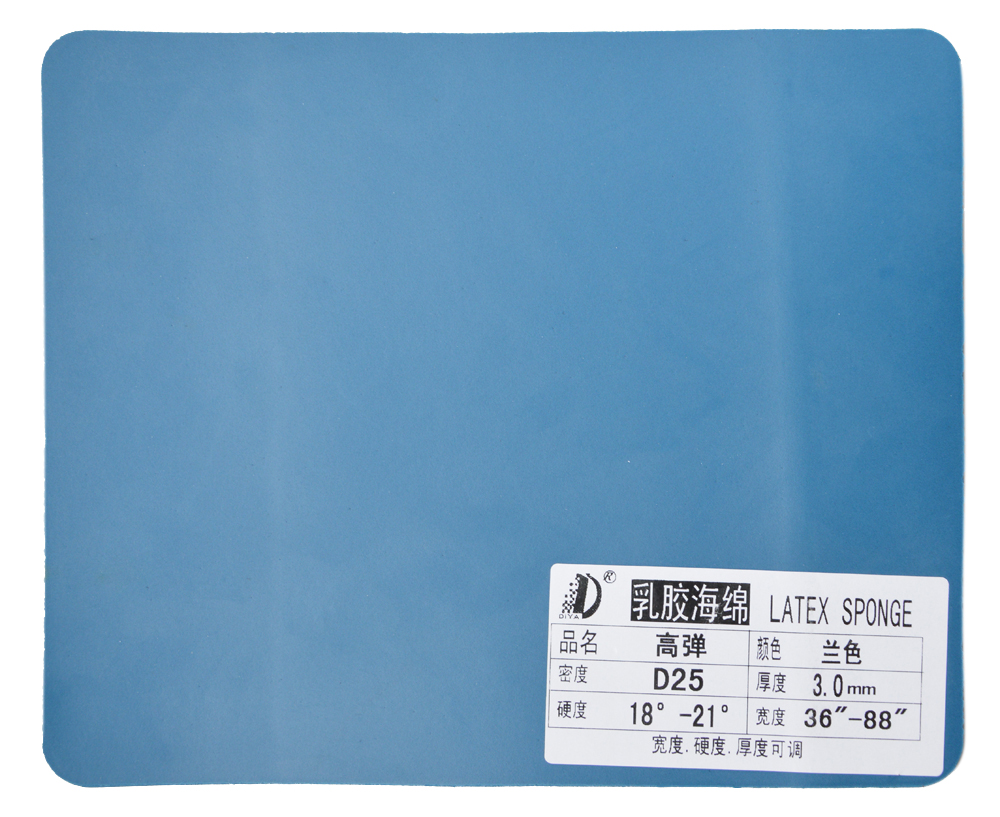 DIYA ® 乳胶海绵 LATEX SPONGE
品名 高弹 颜色 兰色
密度 D25 厚度 3.0mm
硬度 18°-21° 宽度 36″-88″
宽度.硬度.厚度可调